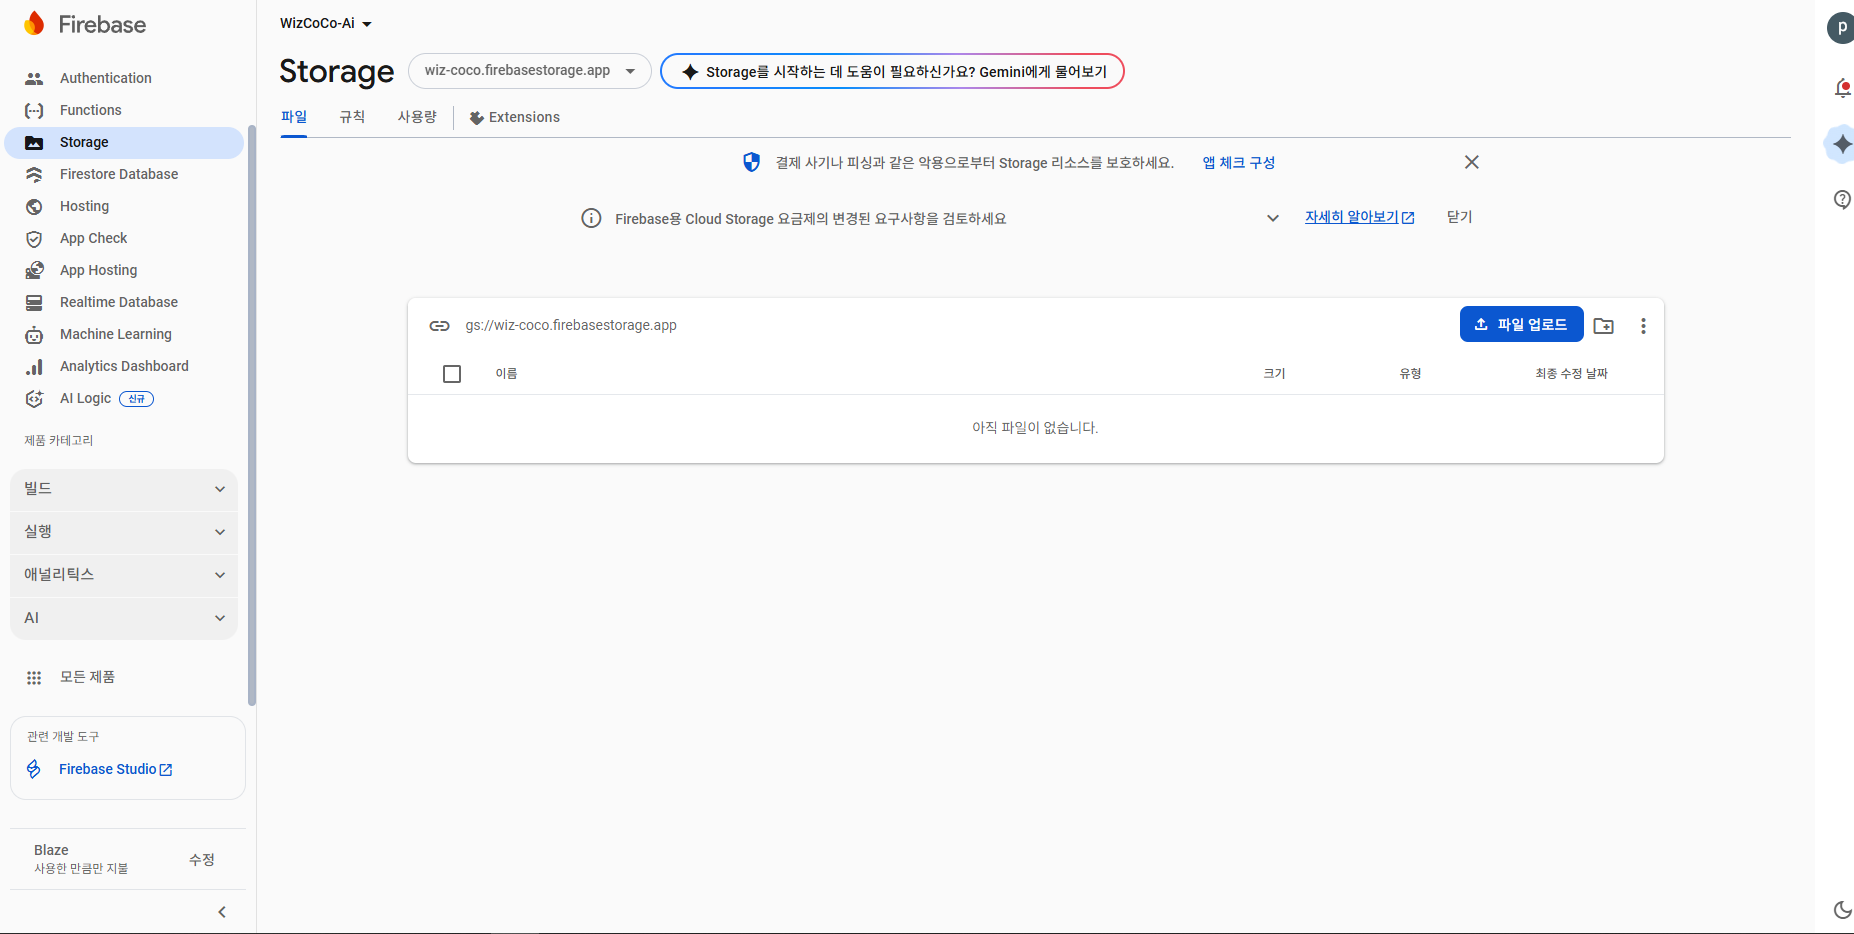 Firebase
Authentication
Functions
Storage
Firestore Database
Hosting
App Check
App Hosting
Realtime Database
Machine Learning
Analytics Dashboard
AI Logic 신규
제품 카테고리
빌드
실행
애널리틱스
AI
모든 제품
관련 개발 도구
Firebase Studio
Blaze
사용한 만큼만 지불
수정
WizCoCo-Ai
Storage
wiz-coco.firebasestorage.app
Storage를 시작하는 데 도움이 필요하신가요? Gemini에게 물어보기
파일 규칙 사용량 Extensions
결제 사기나 피싱과 같은 악용으로부터 Storage 리소스를 보호하세요. 앱 체크 구성
Firebase용 Cloud Storage 요금제의 변경된 요구사항을 검토하세요 자세히 알아보기 닫기
gs://wiz-coco.firebasestorage.app 파일 업로드
이름 크기 유형 최종 수정 날짜
아직 파일이 없습니다.
p